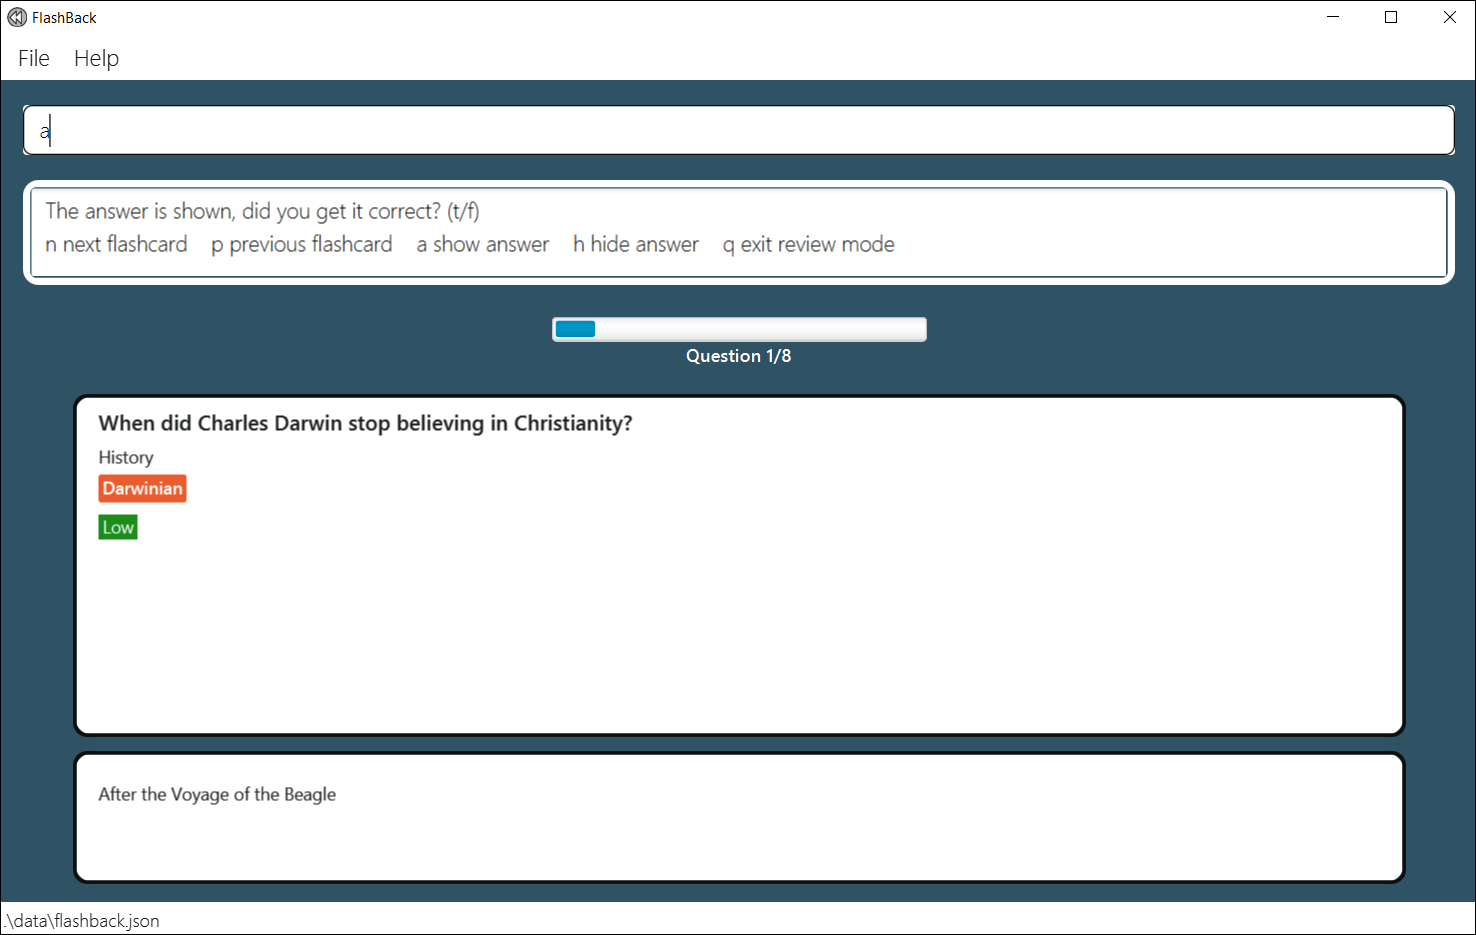 FlashBack
File Help
a
The answer is shown, did you get it correct? (t/f)
n next flashcard p previous flashcard a show answer h hide answer q exit review mode
Question 1/8
When did Charles Darwin stop believing in Christianity?
History
Darwinian
Low
After the Voyage of the Beagle
.\data\flashback.json